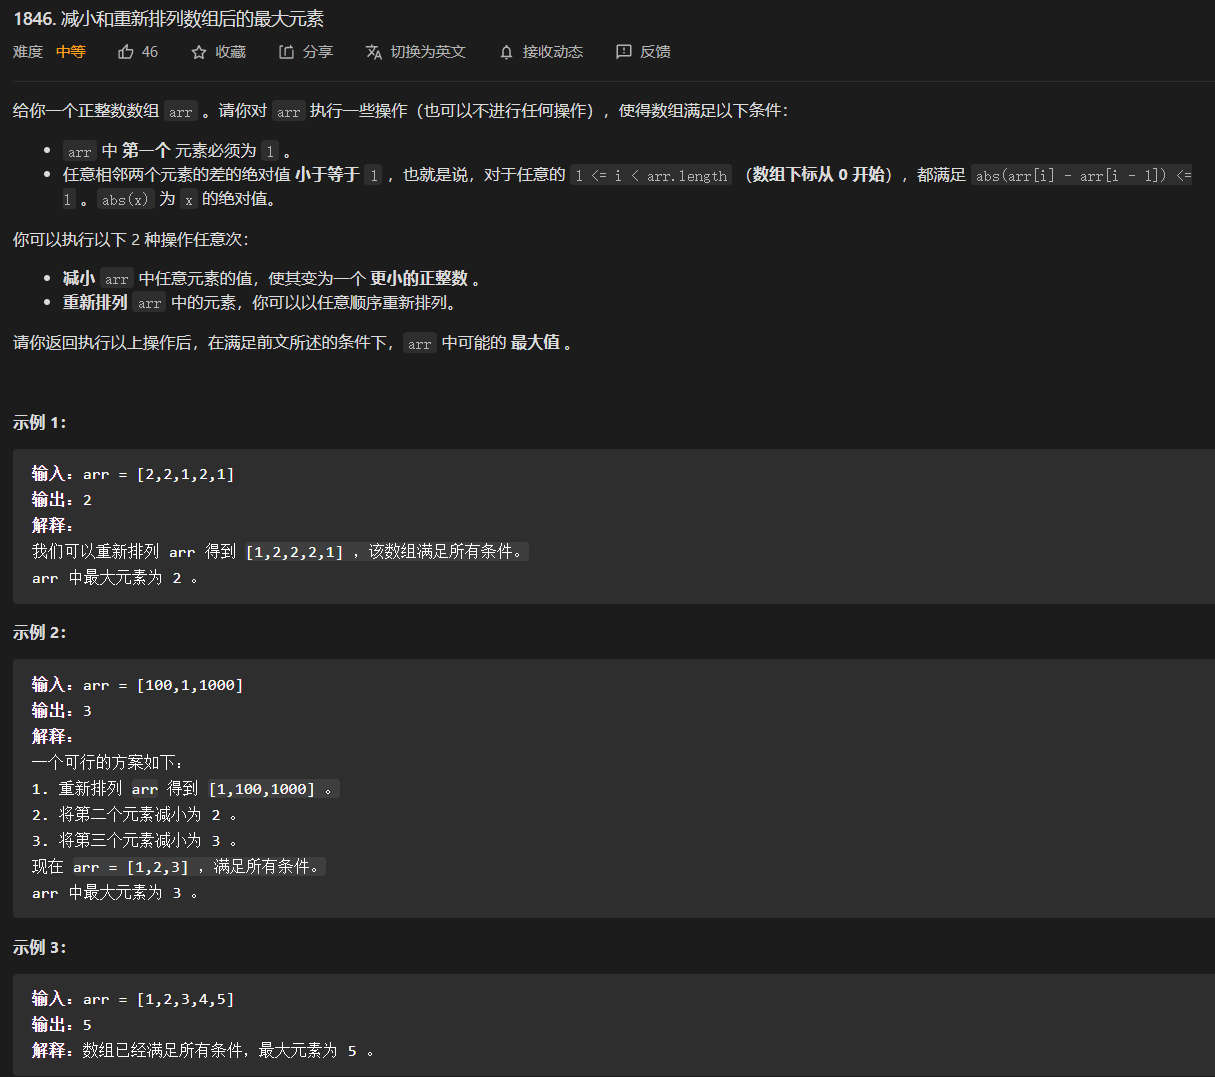 1846. 减小和重新排列数组后的最大元素
难度 中等 46 收藏 分享 切换为英文 接收动态 反馈
给你一个正整数数组 arr 。请你对 arr 执行一些操作（也可以不进行任何操作），使得数组满足以下条件：
• arr 中 第一个 元素必须为 1 。
• 任意相邻两个元素的差的绝对值 小于等于 1 ，也就是说，对于任意的 1 <= i < arr.length （数组下标从 0 开始），都满足 abs(arr[i] - arr[i - 1]) <=
1 。abs(x) 为 x 的绝对值。
你可以执行以下 2 种操作任意次：
• 减小 arr 中任意元素的值，使其变为一个 更小的正整数 。
• 重新排列 arr 中的元素，你可以以任意顺序重新排列。
请你返回执行以上操作后，在满足前文所述的条件下，arr 中可能的 最大值 。
示例 1：
输入：arr = [2,2,1,2,1]
输出：2
解释：
我们可以重新排列 arr 得到 [1,2,2,2,1] ，该数组满足所有条件。
arr 中最大元素为 2 。
示例 2：
输入：arr = [100,1,1000]
输出：3
解释：
一个可行的方案如下：
1. 重新排列 arr 得到 [1,100,1000] 。
2. 将第二个元素减小为 2 。
3. 将第三个元素减小为 3 。
现在 arr = [1,2,3] ，满足所有条件。
arr 中最大元素为 3 。
示例 3：
输入：arr = [1,2,3,4,5]
输出：5
解释：数组已经满足所有条件，最大元素为 5 。